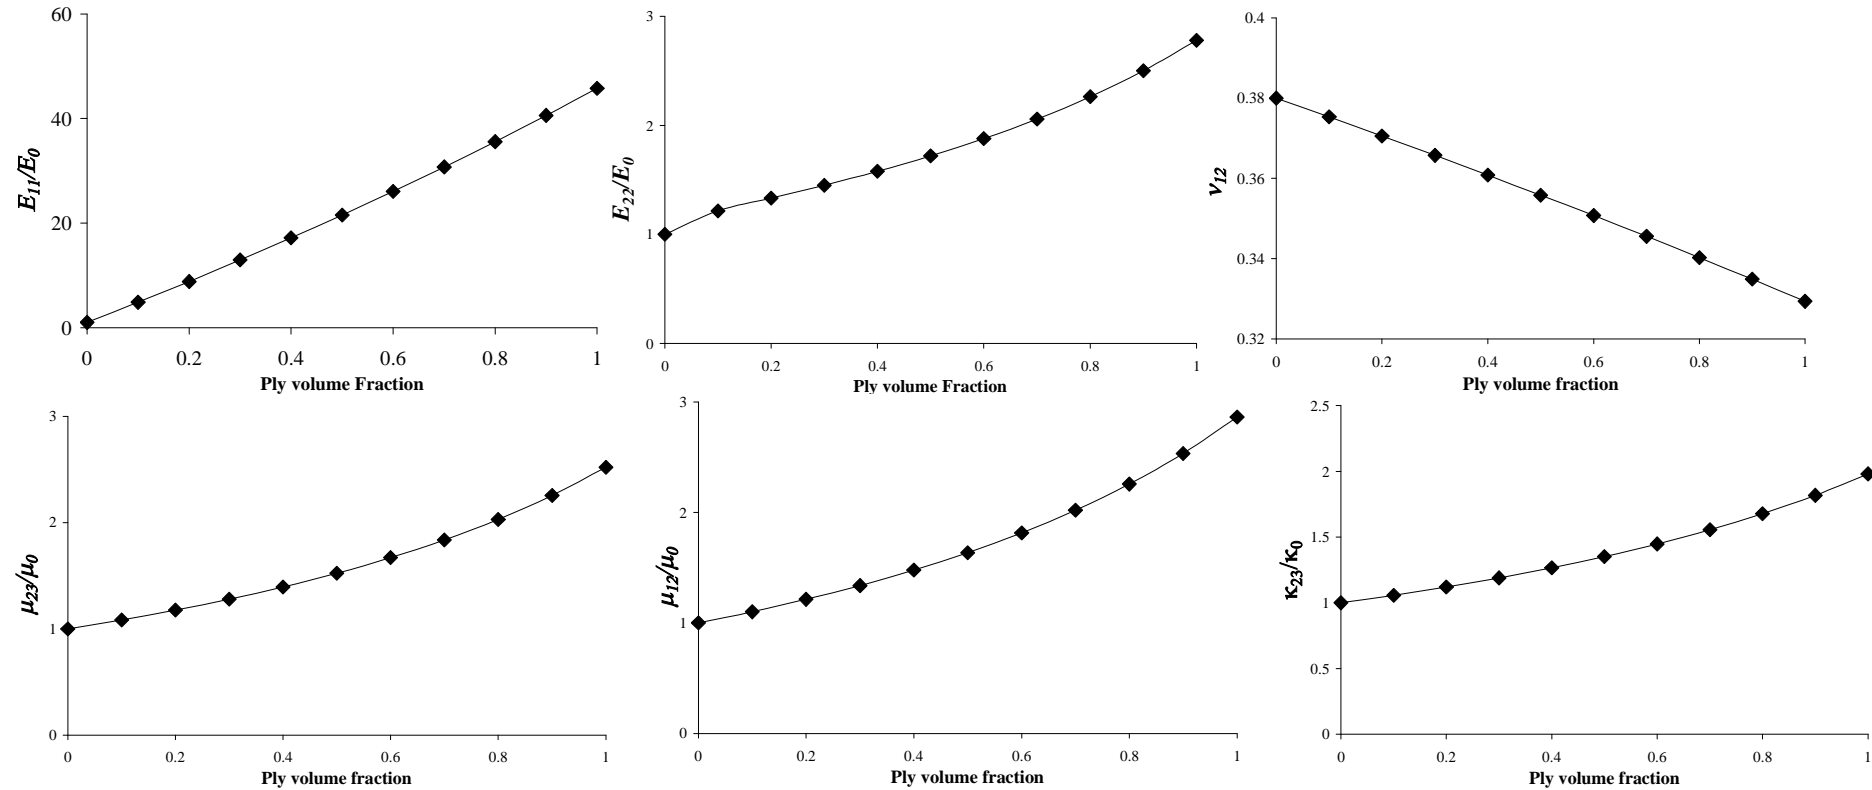 60
40
20
0
E11/E0
0 0.2 0.4 0.6 0.8 1
Ply volume Fraction
3
2
1
0
E22/E0
0 0.2 0.4 0.6 0.8 1
Ply volume Fraction
0.4
0.38
0.36
0.34
0.32
ν12
0 0.2 0.4 0.6 0.8 1
Ply volume fraction
3
2
1
0
μ23/μ0
0 0.2 0.4 0.6 0.8 1
Ply volume fraction
3
2
1
0
μ12/μ0
0 0.2 0.4 0.6 0.8 1
Ply volume fraction
2.5
2
1.5
1
0.5
0
κ23/κ0
0 0.2 0.4 0.6 0.8 1
Ply volume fraction